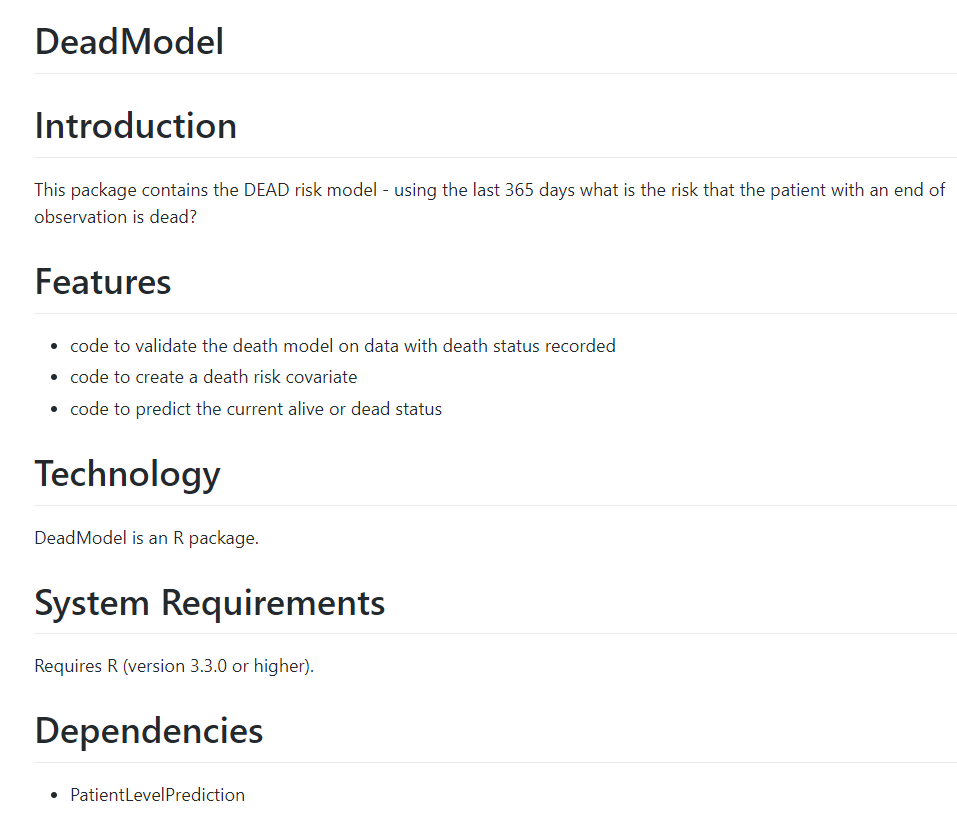 DeadModel
Introduction
This package contains the DEAD risk model - using the last 365 days what is the risk that the patient with an end of
observation is dead?
Features
• code to validate the death model on data with death status recorded
• code to create a death risk covariate
• code to predict the current alive or dead status
Technology
DeadModel is an R package.
System Requirements
Requires R (version 3.3.0 or higher).
Dependencies
• PatientLevelPrediction